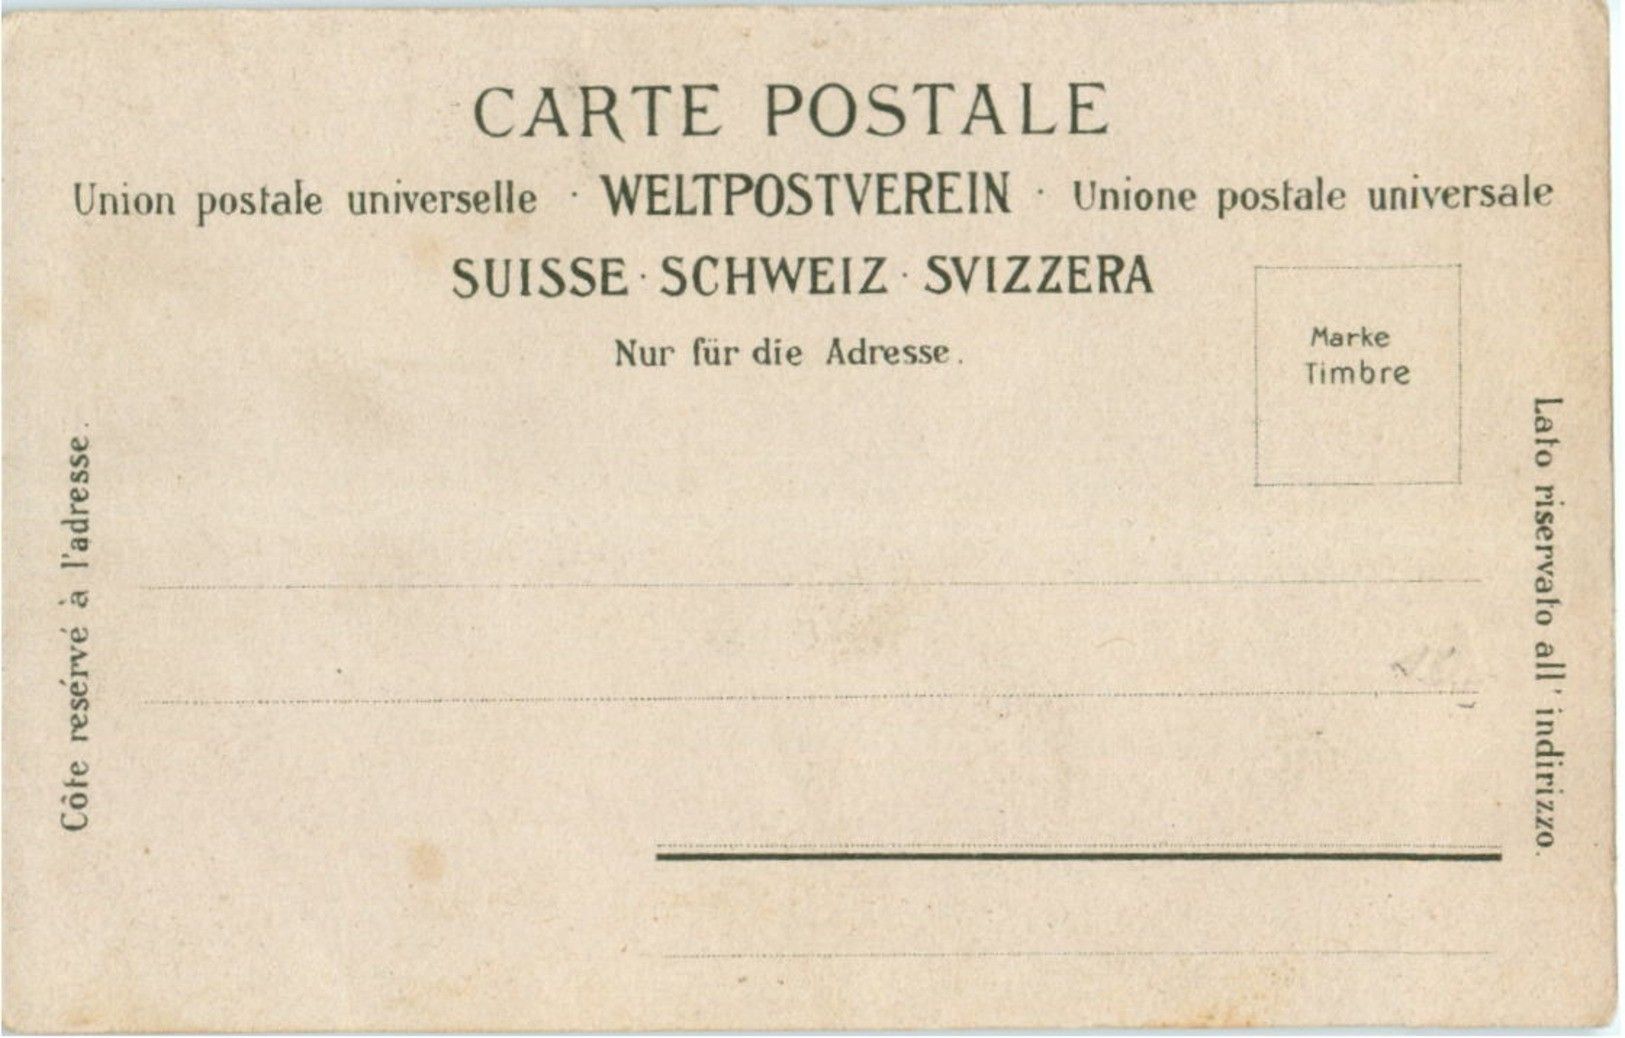 CARTE POSTALE
Union postale universelle · WELTPOSTVEREIN · Unione postale universale
SUISSE · SCHWEIZ · SVIZZERA
Nur für die Adresse.
Marke
Timbre
Côte resérvé à l'adresse.
Lato riservato all' indirizzo.